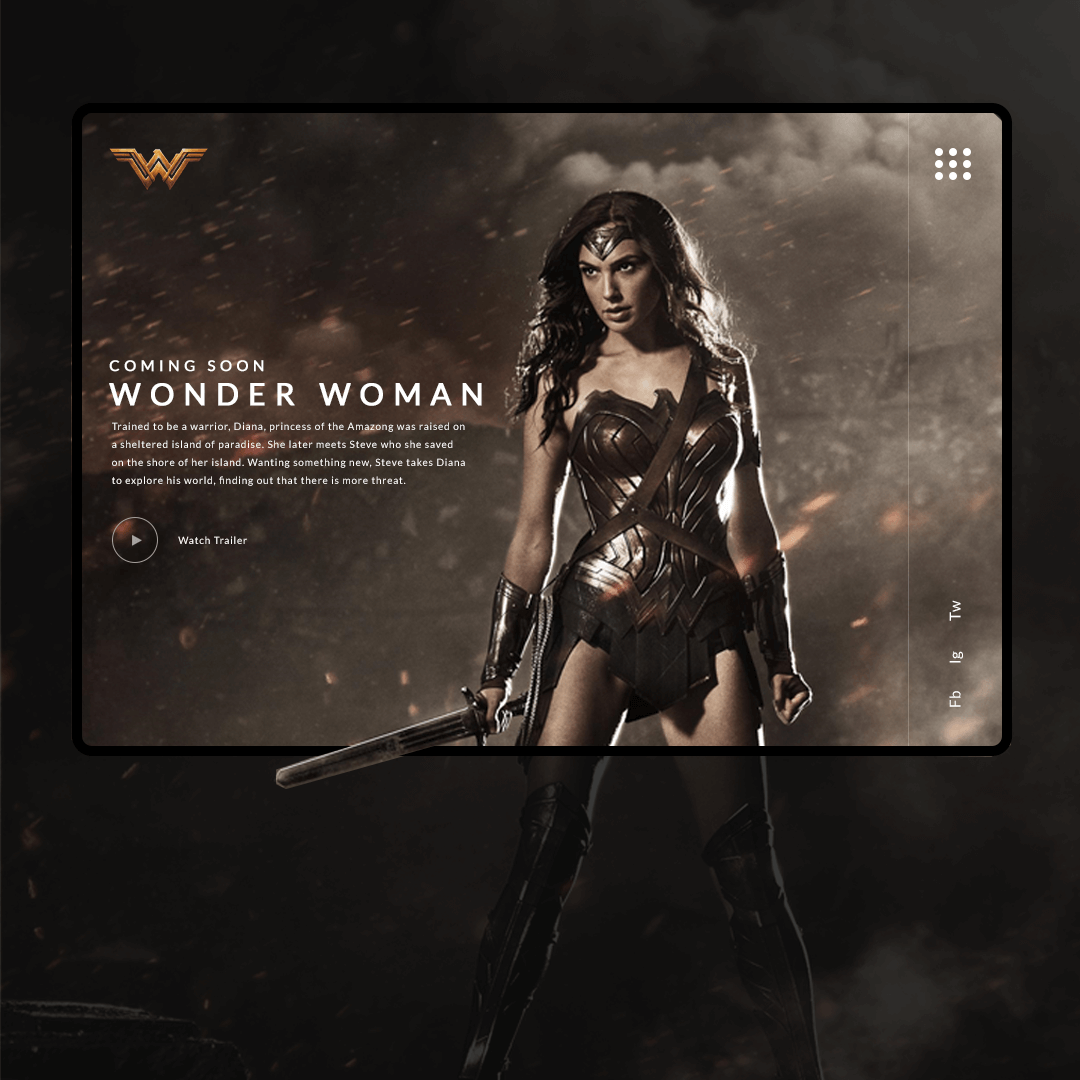 COMING SOON
WONDER WOMAN
Trained to be a warrior, Diana, princess of the Amazong was raised on
a sheltered island of paradise. She later meets Steve who she saved
on the shore of her island. Wanting something new, Steve takes Diana
to explore his world, finding out that there is more threat.
Watch Trailer
Tw
Ig
Fb